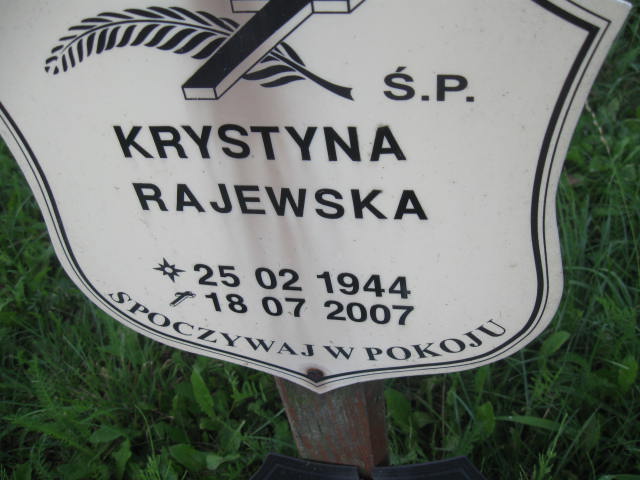 Ś.P.
KRYSTYNA
RAJEWSKA
25 02 1944
18 07 2007
SPOCZYWAJ W POKOJU